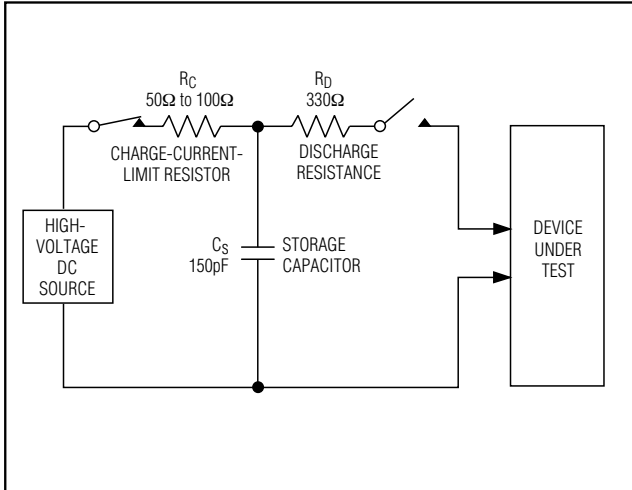 R_C
50Ω to 100Ω
CHARGE-CURRENT-
LIMIT RESISTOR
R_D
330Ω
DISCHARGE
RESISTANCE
HIGH-
VOLTAGE
DC
SOURCE
C_S
150pF
STORAGE
CAPACITOR
DEVICE
UNDER
TEST